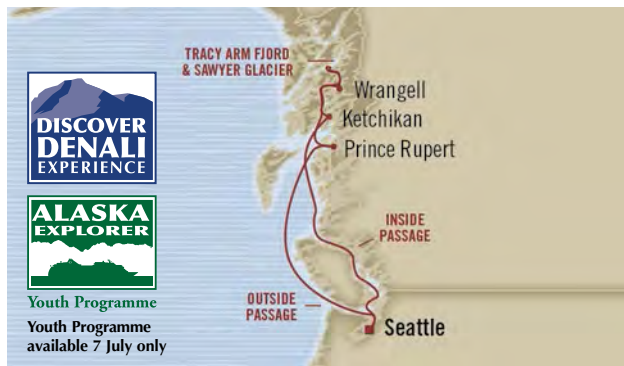 TRACY ARM FJORD
& SAWYER GLACIER
Wrangell
Ketchikan
Prince Rupert
DISCOVER
DENALI
EXPERIENCE
ALASKA
EXPLORER
Youth Programme
Youth Programme
available 7 July only
INSIDE
PASSAGE
OUTSIDE
PASSAGE
Seattle